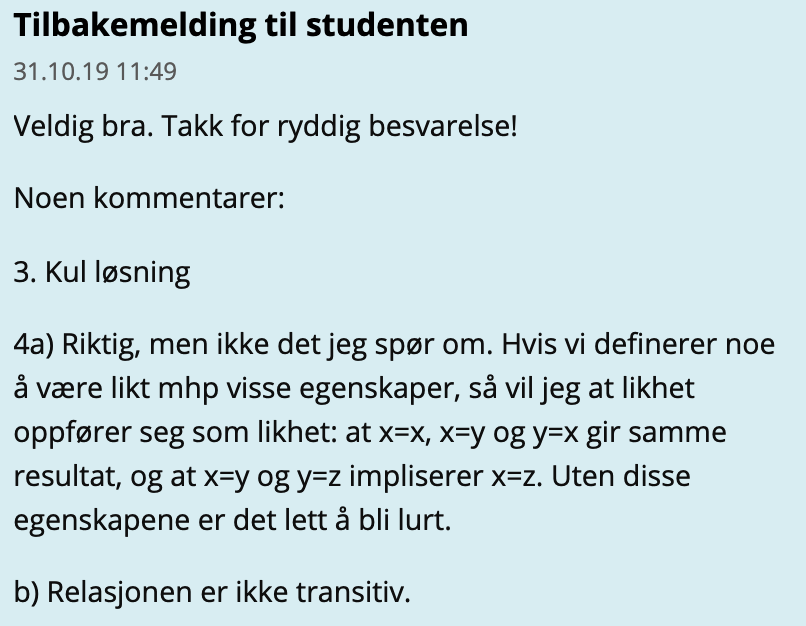 Tilbakemelding til studenten
31.10.19 11:49
Veldig bra. Takk for ryddig besvarelse!
Noen kommentarer:
3. Kul løsning
4a) Riktig, men ikke det jeg spør om. Hvis vi definerer noe
å være likt mhp visse egenskaper, så vil jeg at likhet
oppfører seg som likhet: at x=x, x=y og y=x gir samme
resultat, og at x=y og y=z impliserer x=z. Uten disse
egenskapene er det lett å bli lurt.
b) Relasjonen er ikke transitiv.